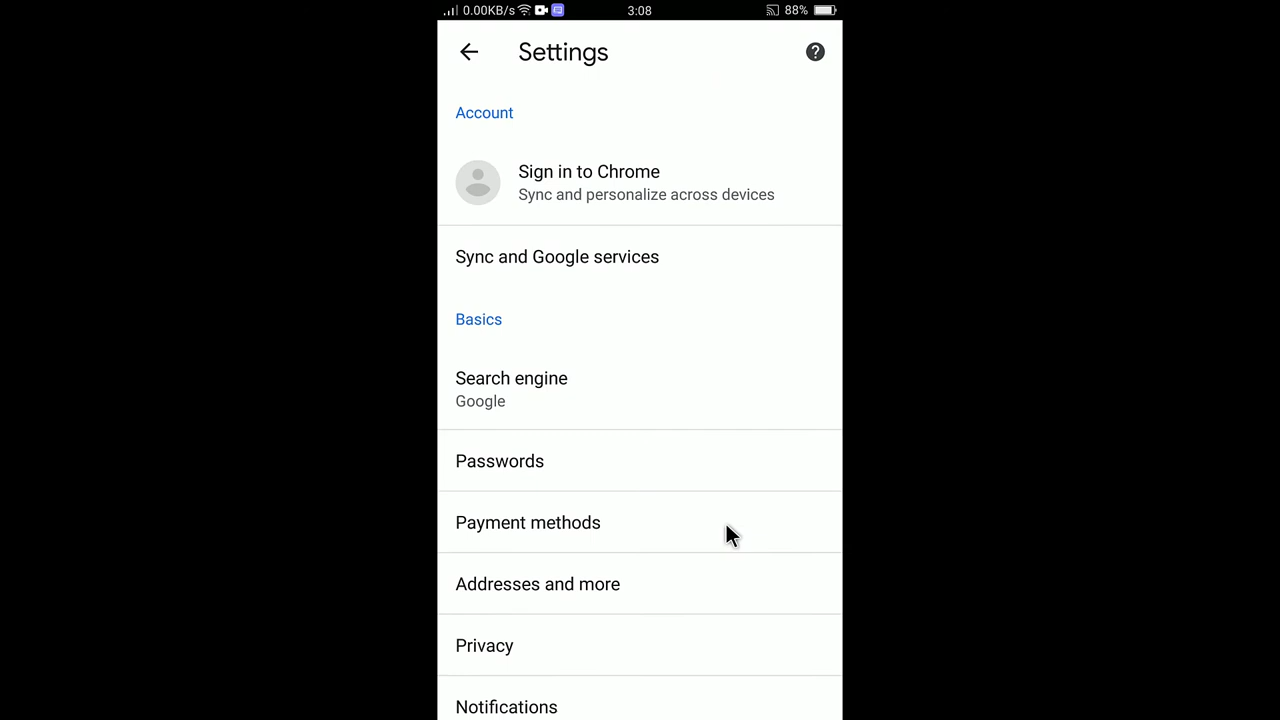 0.00KB/s 3:08 88%
Settings
Account
Sign in to Chrome
Sync and personalize across devices
Sync and Google services
Basics
Search engine
Google
Passwords
Payment methods
Addresses and more
Privacy
Notifications